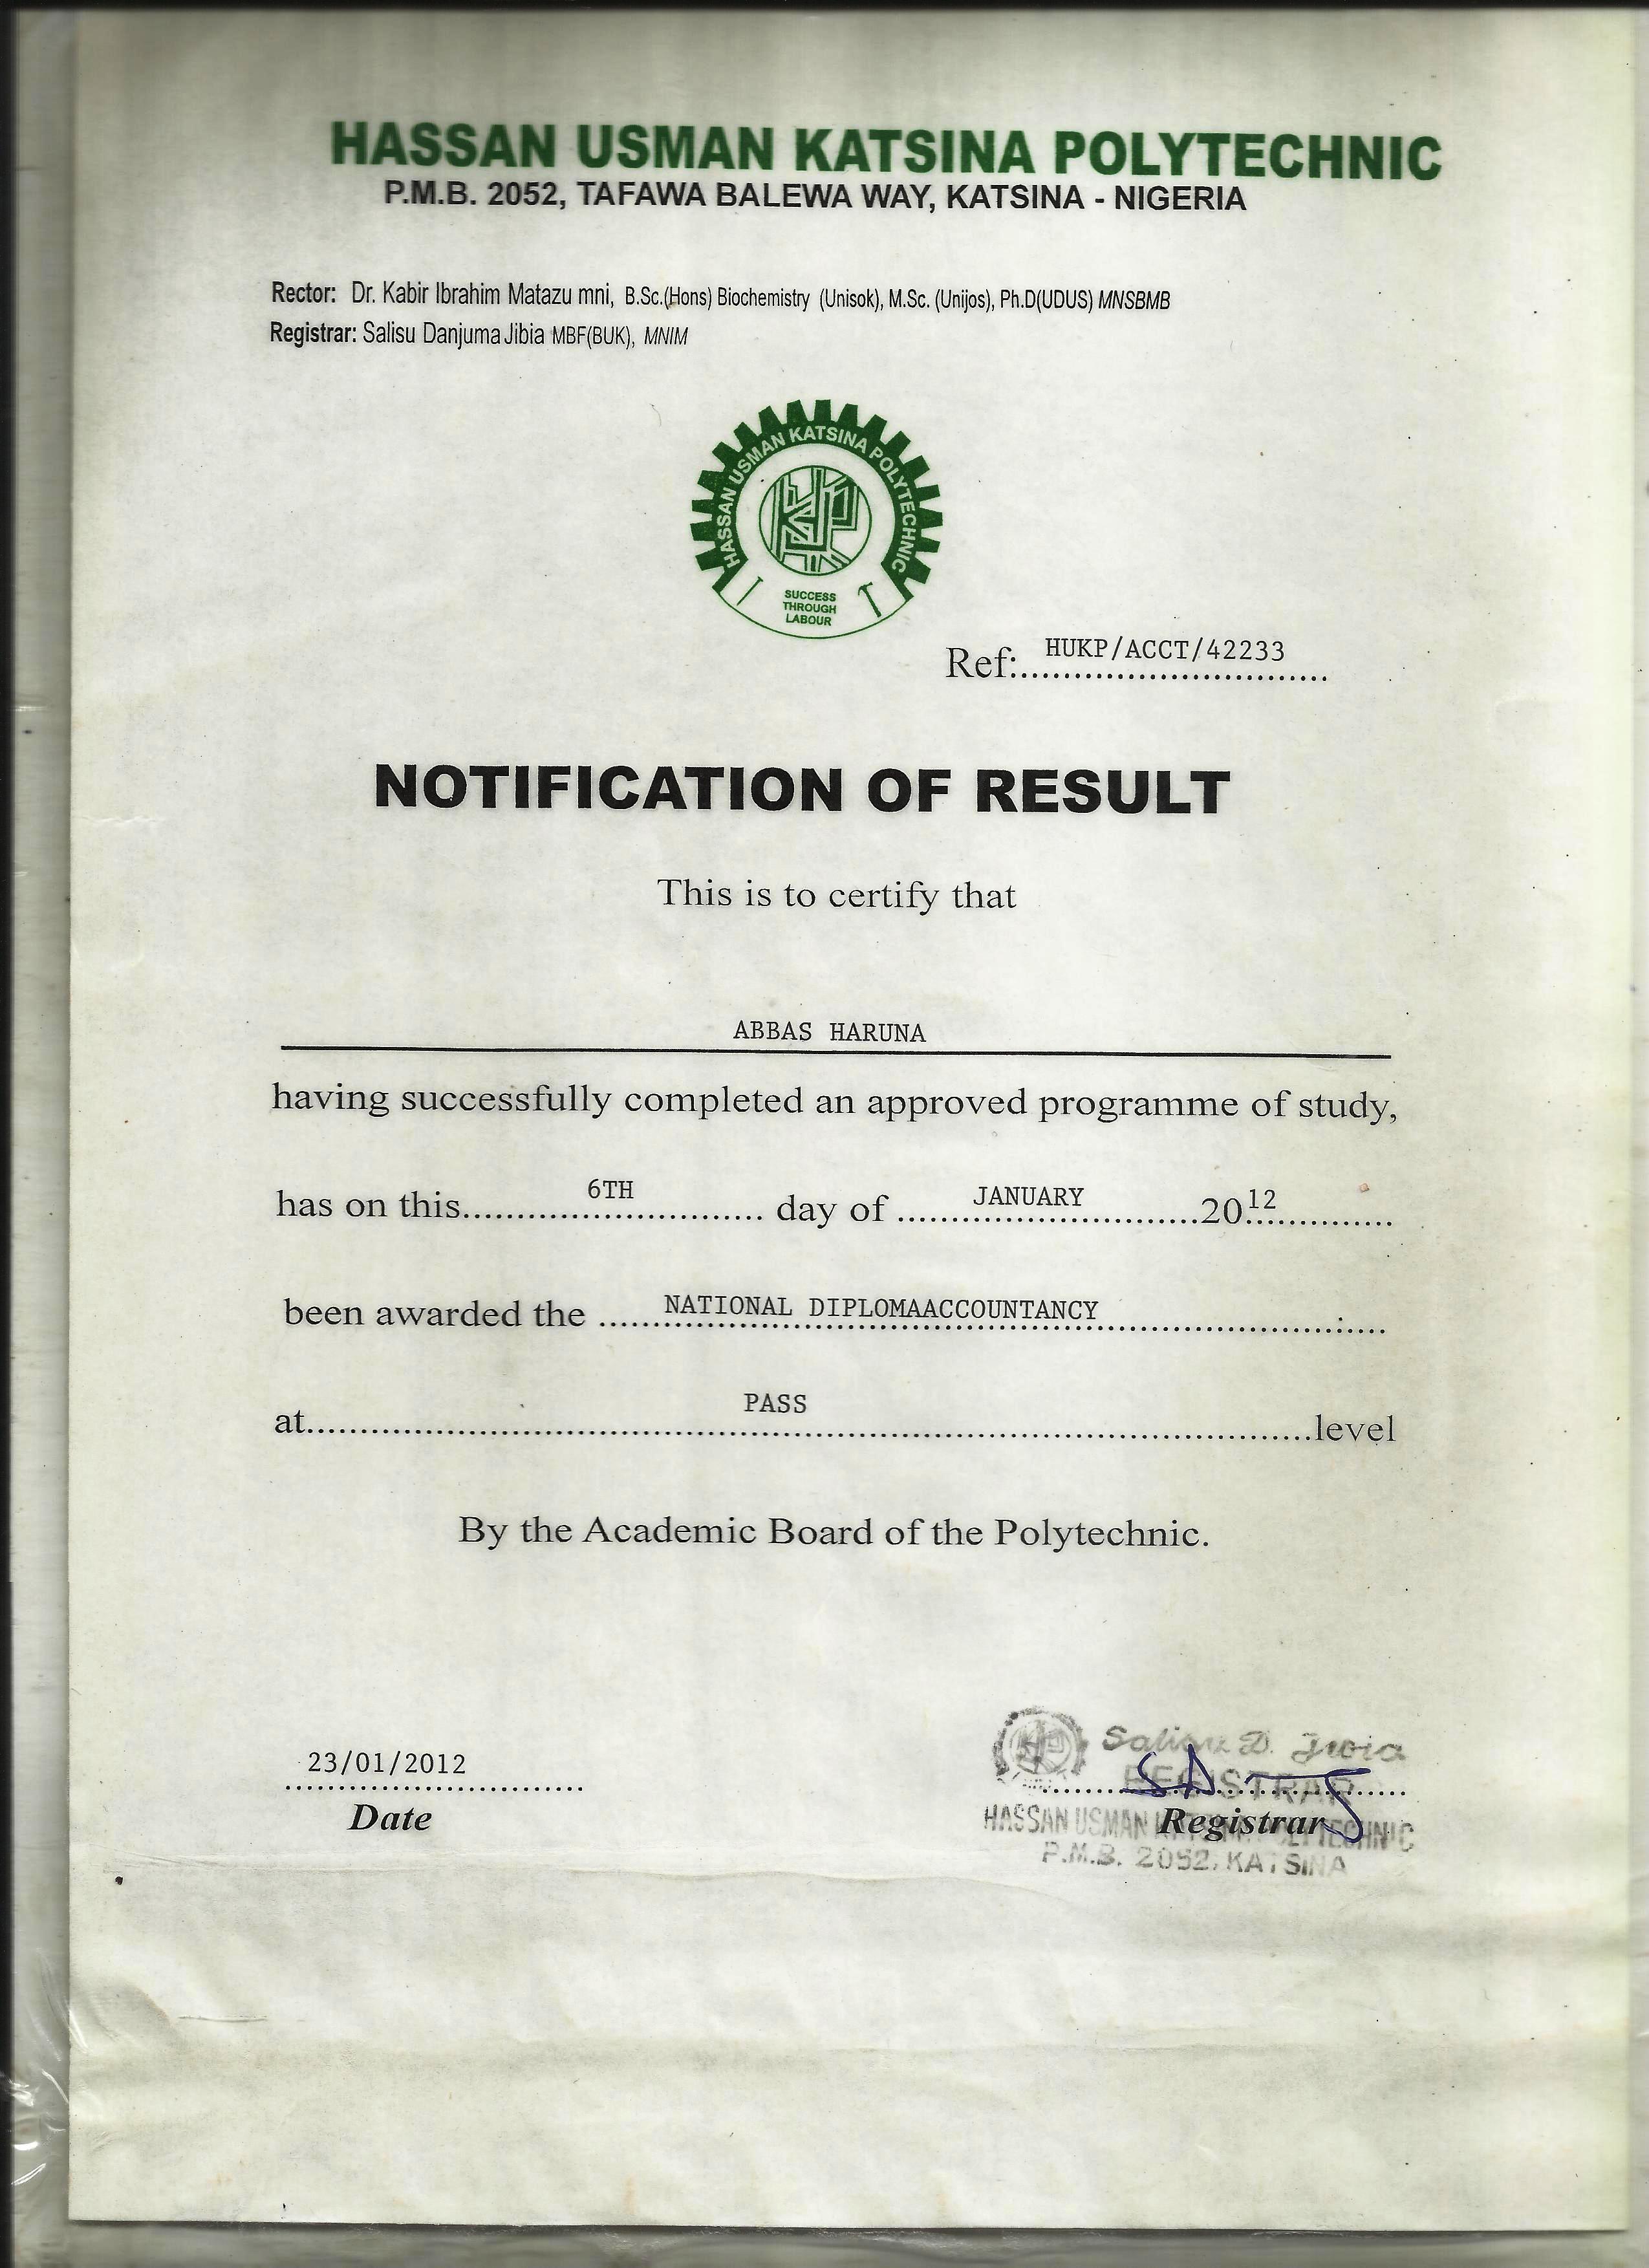 HASSAN USMAN KATSINA POLYTECHNIC
P.M.B. 2052, TAFAWA BALEWA WAY, KATSINA - NIGERIA
Rector: Dr. Kabir Ibrahim Matazu mni, B.Sc.(Hons) Biochemistry (Unisok), M.Sc. (Unijos), Ph.D(UDUS) MNSBMB
Registrar: Salisu Danjuma Jibia MBF(BUK), MNIM
HASSAN USMAN KATSINA POLYTECHNIC
SUCCESS
THROUGH
LABOUR
Ref:..............................HUKP/ACCT/42233
NOTIFICATION OF RESULT
This is to certify that
ABBAS HARUNA
having successfully completed an approved programme of study,
has on this.....6TH..... day of .....JANUARY.....2012.....
been awarded the .....NATIONAL DIPLOMAACCOUNTANCY.....
at.....PASS.....level
By the Academic Board of the Polytechnic.
23/01/2012
Date
Salisu D. Jibia
REGISTRAR
Registrar
HASSAN USMAN KATSINA POLYTECHNIC
P.M.B. 2052, KATSINA